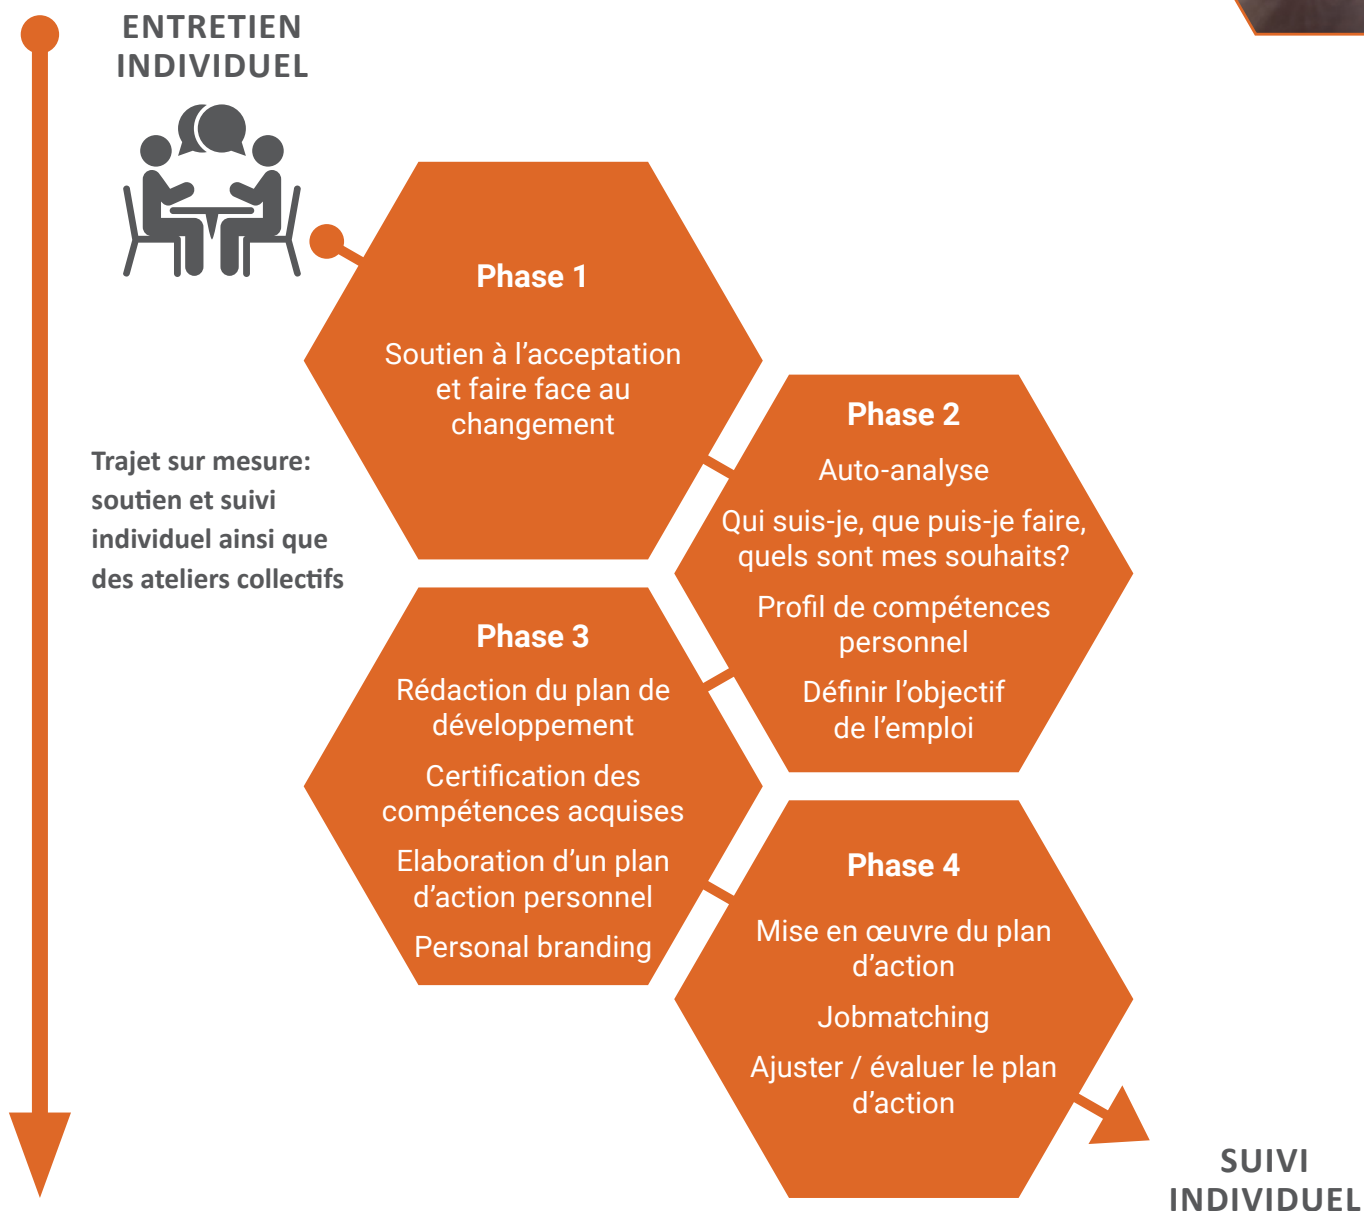 ENTRETIEN
INDIVIDUEL
Phase 1
Soutien à l’acceptation
et faire face au
changement
Trajet sur mesure:
soutien et suivi
individuel ainsi que
des ateliers collectifs
Phase 2
Auto-analyse
Qui suis-je, que puis-je faire,
quels sont mes souhaits?
Profil de compétences
personnel
Définir l’objectif
de l’emploi
Phase 3
Rédaction du plan de
développement
Certification des
compétences acquises
Elaboration d’un plan
d’action personnel
Personal branding
Phase 4
Mise en œuvre du plan
d’action
Jobmatching
Ajuster / évaluer le plan
d’action
SUIVI
INDIVIDUEL